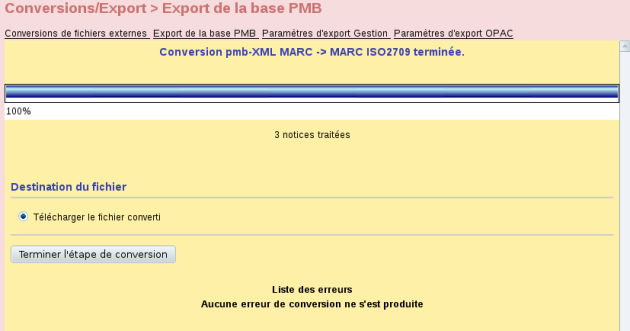 Conversions/Export > Export de la base PMB
Conversions de fichiers externes Export de la base PMB Paramétres d'export Gestion Paramétres d'export OPAC
Conversion pmb-XML MARC -> MARC ISO2709 terminée.
100%
3 notices traitées
Destination du fichier
Télécharger le fichier converti
Terminer l'étape de conversion
Liste des erreurs
Aucune erreur de conversion ne s'est produite